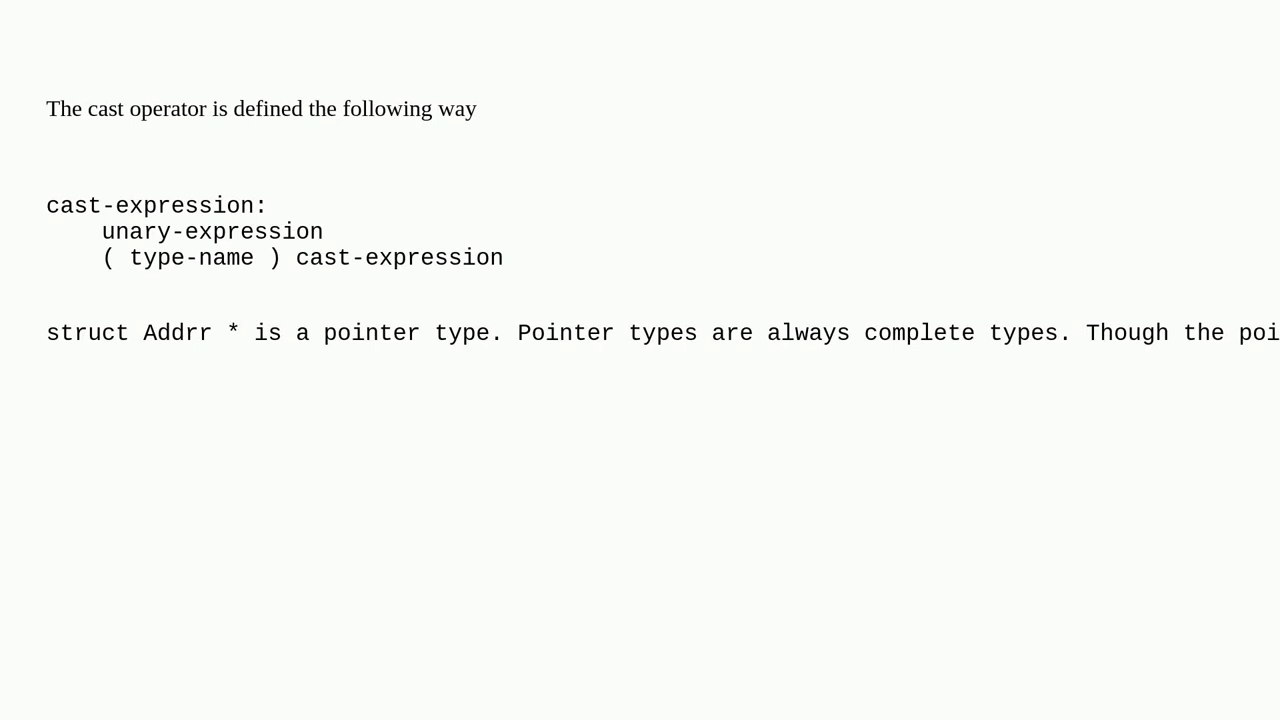 The cast operator is defined the following way
cast-expression:
unary-expression
( type-name ) cast-expression
struct Addrr * is a pointer type. Pointer types are always complete types. Though the poi